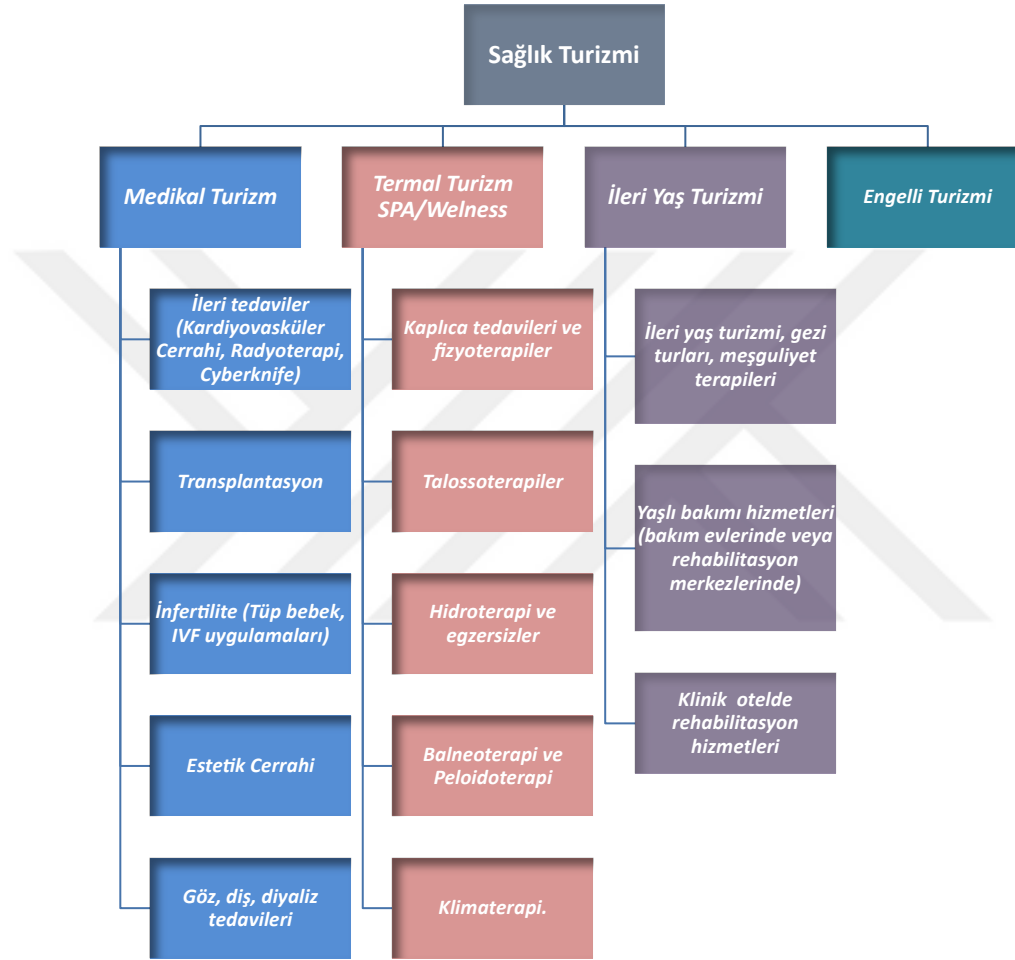 Sağlık Turizmi
Medikal Turizm
Termal Turizm
SPA/Welness
İleri Yaş Turizmi
Engelli Turizmi
İleri tedaviler
(Kardiyovasküler
Cerrahi, Radyoterapi,
Cyberknife)
Transplantasyon
İnfertilite (Tüp bebek,
IVF uygulamaları)
Estetik Cerrahi
Göz, diş, diyaliz
tedavileri
Kaplıca tedavileri ve
fizyoterapiler
Talossoterapiler
Hidroterapi ve
egzersizler
Balneoterapi ve
Peloidoterapi
Klimaterapi.
İleri yaş turizmi, gezi
turları, meşguliyet
terapileri
Yaşlı bakımı hizmetleri
(bakım evlerinde veya
rehabilitasyon
merkezlerinde)
Klinik otelde
rehabilitasyon
hizmetleri